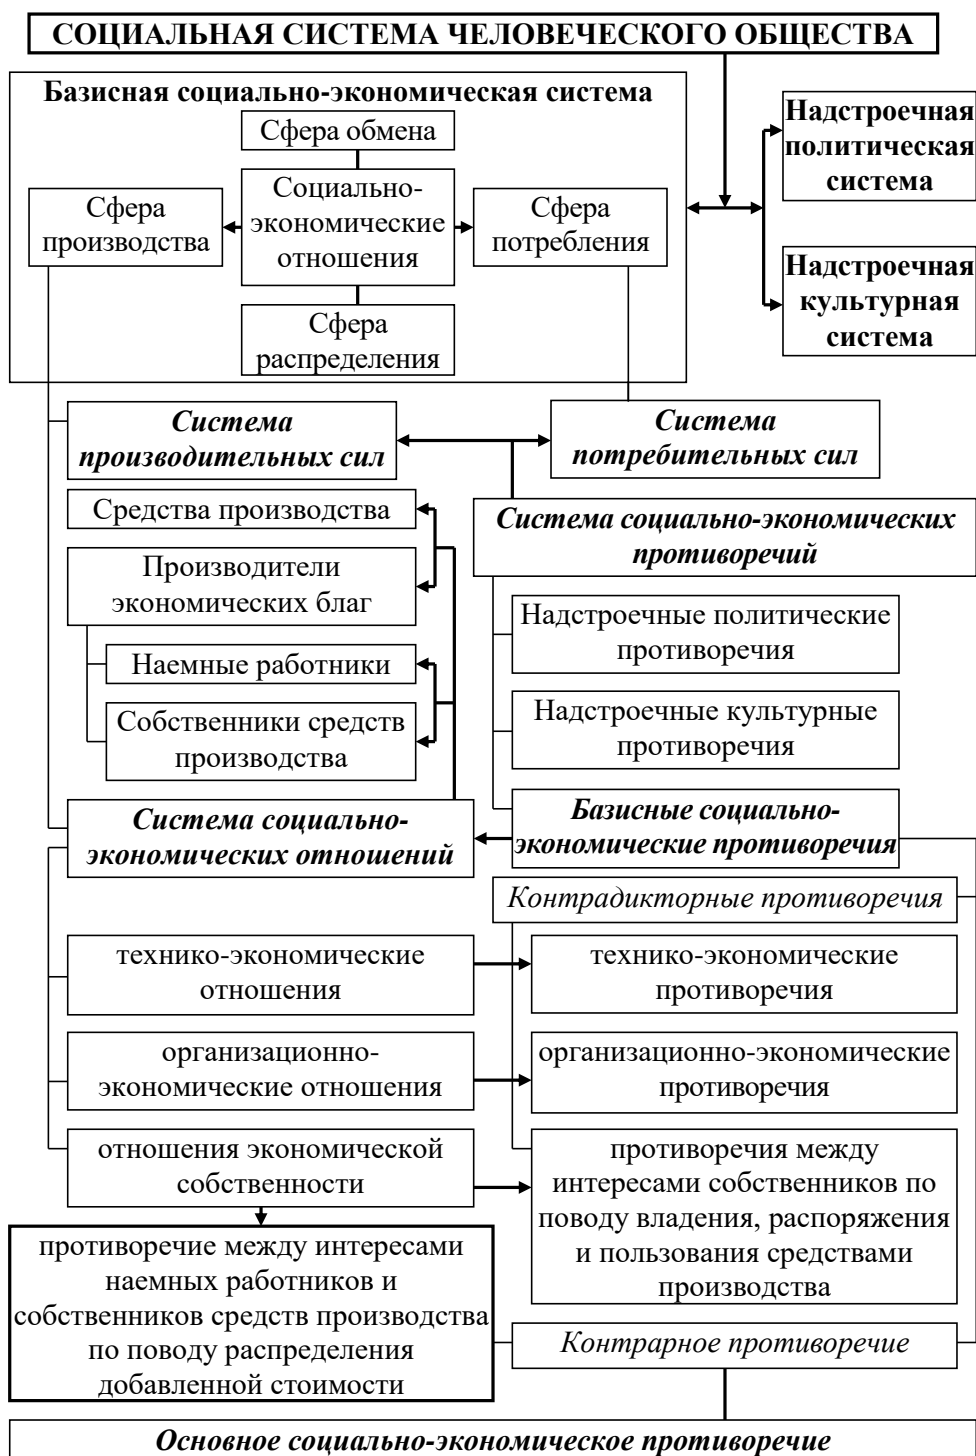 СОЦИАЛЬНАЯ СИСТЕМА ЧЕЛОВЕЧЕСКОГО ОБЩЕСТВА
Базисная социально-экономическая система
Сфера обмена
Социально-
экономические
отношения
Сфера
производства
Сфера
потребления
Сфера
распределения
Надстроечная
политическая
система
Надстроечная
культурная
система
Система
производительных сил
Система
потребительных сил
Средства производства
Производители
экономических благ
Наемные работники
Собственники средств
производства
Система социально-экономических
противоречий
Надстроечные политические
противоречия
Надстроечные культурные
противоречия
Система социально-
экономических отношений
Базисные социально-
экономические противоречия
Контрадикторные противоречия
технико-экономические
отношения
технико-экономические
противоречия
организационно-
экономические отношения
организационно-экономические
противоречия
отношения экономической
собственности
противоречия между
интересами собственников по
поводу владения, распоряжения
и пользования средствами
производства
противоречие между интересами
наемных работников и
собственников средств производства
по поводу распределения
добавленной стоимости
Контрарное противоречие
Основное социально-экономическое противоречие